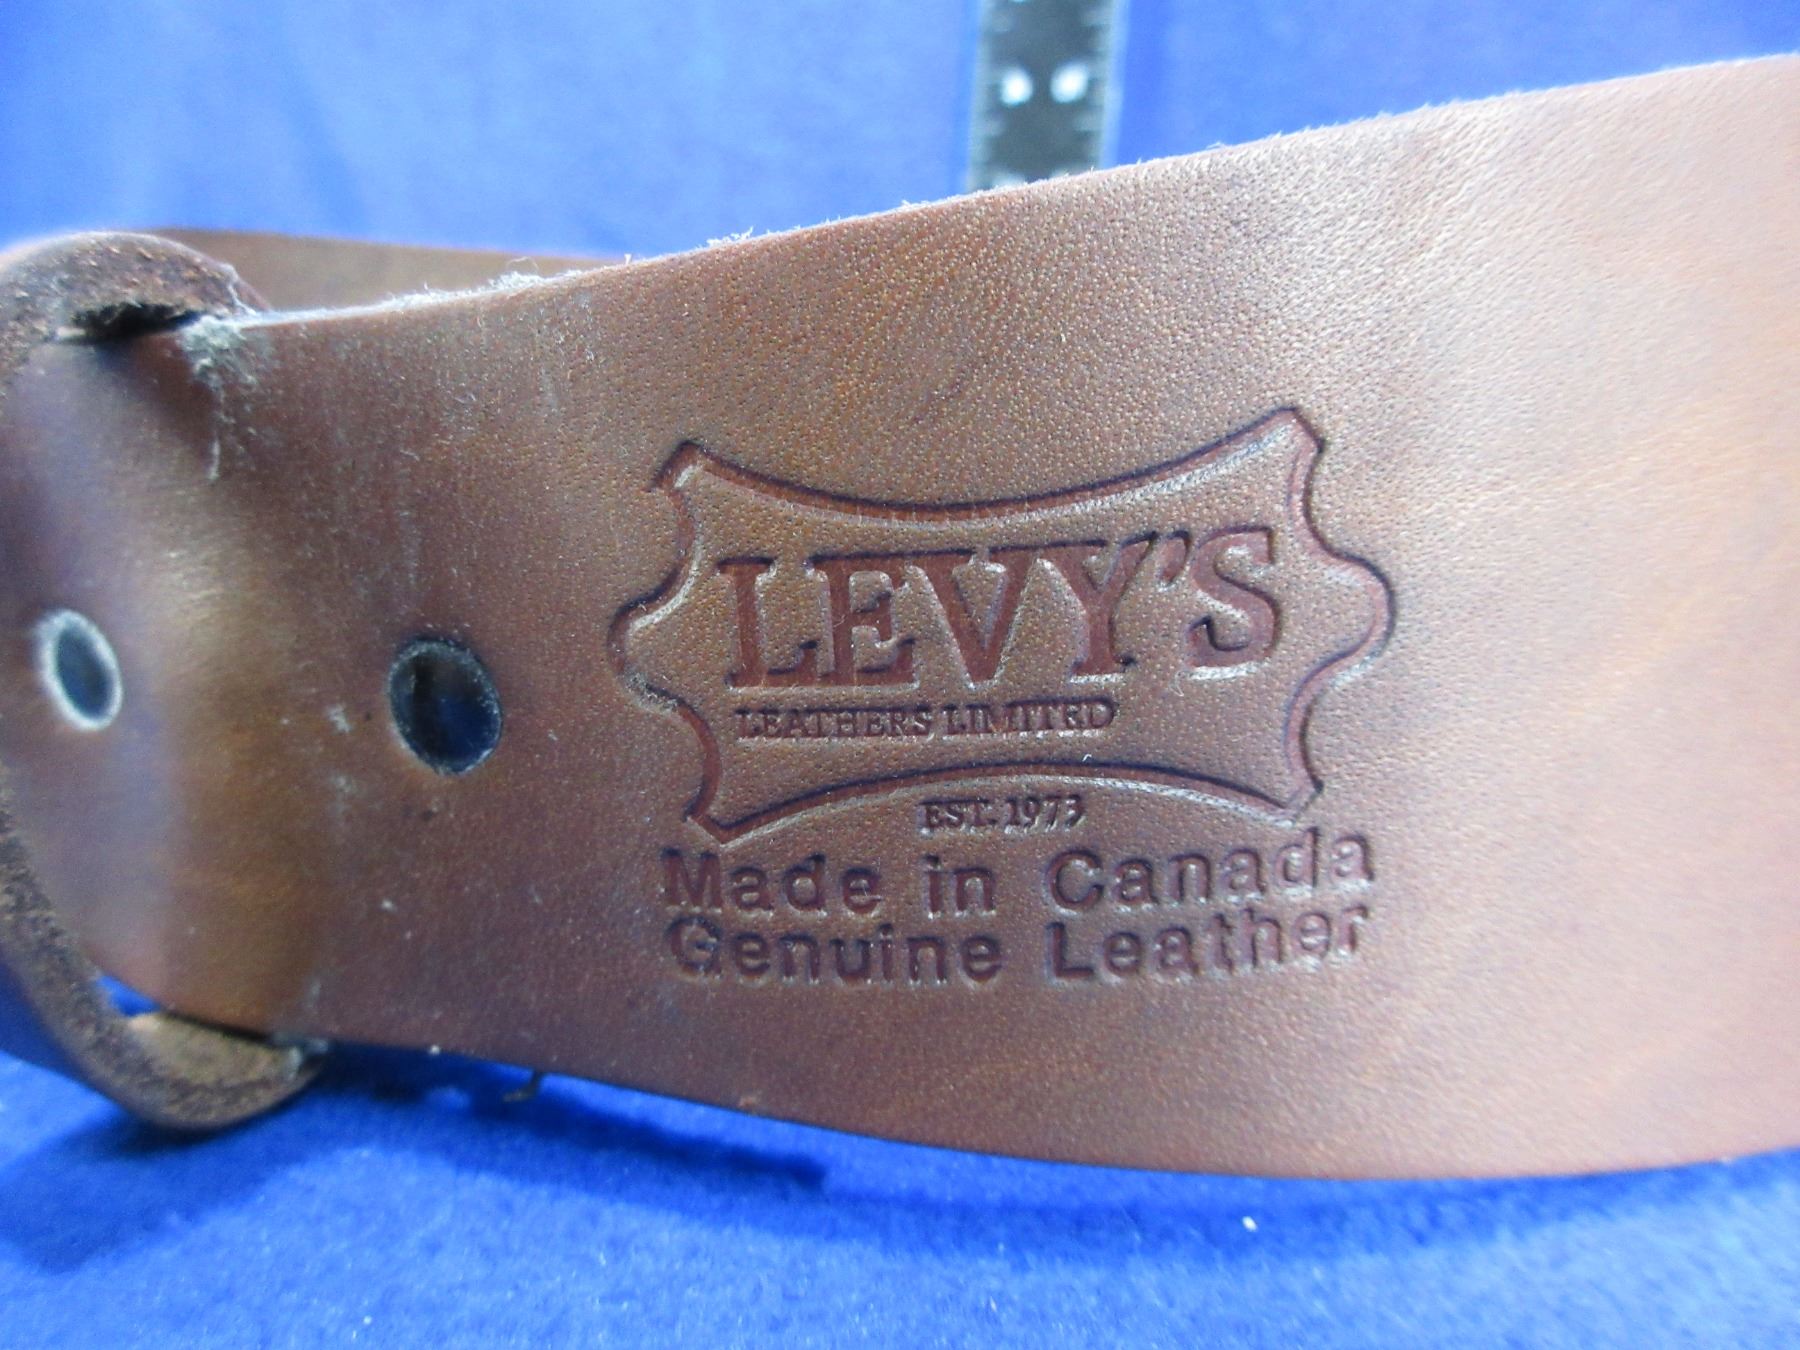 LEVY'S
LEATHERS LIMITED
EST. 1973
Made in Canada
Genuine Leather